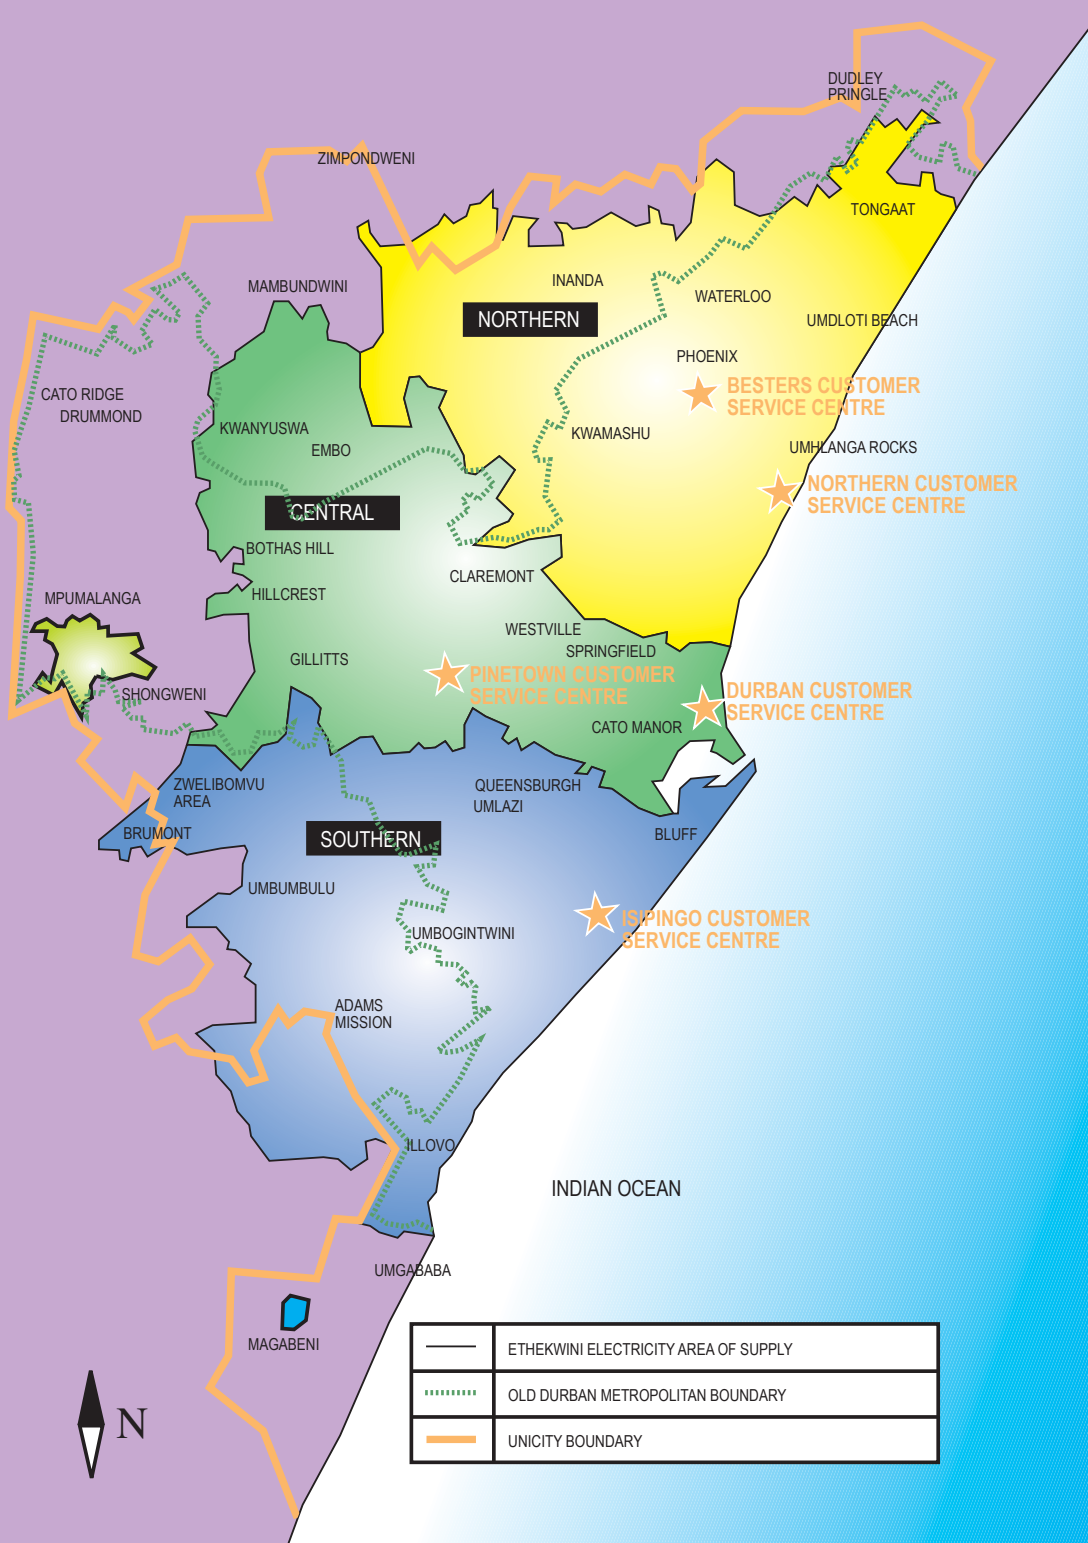 DUDLEY
PRINGLE
ZIMPONDWENI
TONGAAT
MAMBUNDWINI
INANDA
WATERLOO
NORTHERN
UMDLOTI BEACH
PHOENIX
BESTERS CUSTOMER
SERVICE CENTRE
CATO RIDGE
DRUMMOND
KWANYUSWA
KWAMASHU
EMBO
UMHLANGA ROCKS
NORTHERN CUSTOMER
SERVICE CENTRE
CENTRAL
BOTHAS HILL
CLAREMONT
HILLCREST
MPUMALANGA
WESTVILLE
SPRINGFIELD
GILLITTS
PINETOWN CUSTOMER
SERVICE CENTRE
DURBAN CUSTOMER
SERVICE CENTRE
SHONGWENI
CATO MANOR
ZWELIBOMVU
AREA
QUEENSBURGH
UMLAZI
BRUMONT
SOUTHERN
BLUFF
UMBUMBULU
ISIPINGO CUSTOMER
SERVICE CENTRE
UMBOGINTWINI
ADAMS
MISSION
ILLOVO
INDIAN OCEAN
UMGABABA
MAGABENI
ETHEKWINI ELECTRICITY AREA OF SUPPLY
OLD DURBAN METROPOLITAN BOUNDARY
UNICITY BOUNDARY
N